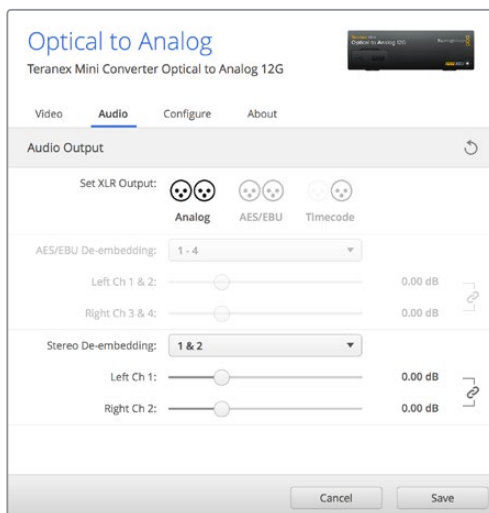 Optical to Analog
Teranex Mini Converter Optical to Analog 12G
Video Audio Configure About
Audio Output
Set XLR Output:
Analog AES/EBU Timecode
AES/EBU De-embedding: 1 - 4
Left Ch 1 & 2: 0.00 dB
Right Ch 3 & 4: 0.00 dB
Stereo De-embedding: 1 & 2
Left Ch 1: 0.00 dB
Right Ch 2: 0.00 dB
Cancel Save